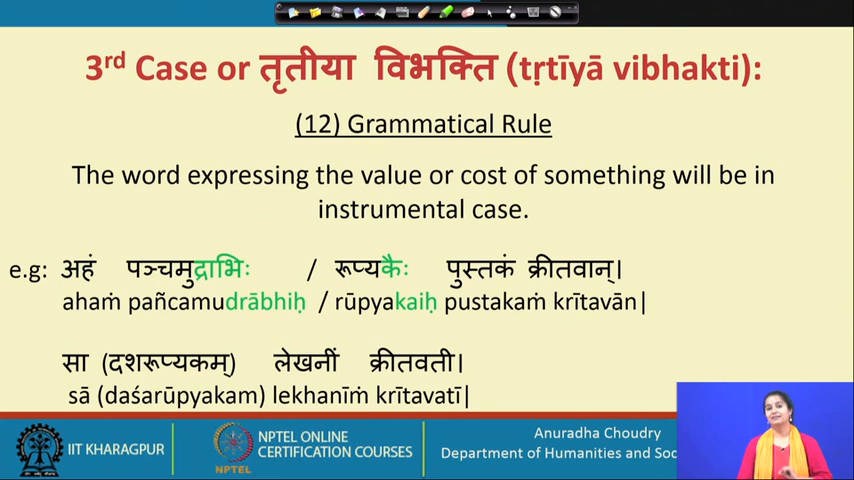 3rd Case or तृतीया विभक्ति (tṛtīyā vibhakti):
(12) Grammatical Rule
The word expressing the value or cost of something will be in
instrumental case.
e.g: अहं पञ्चमुद्राभिः / रूप्यकैः पुस्तकं क्रीतवान्।
ahaṁ pañcamudrābhiḥ / rūpyakaiḥ pustakaṁ krītavān|
सा (दशरूप्यकम्) लेखनीं क्रीतवती।
sā (daśarūpyakam) lekhanīṁ krītavatī|
IIT KHARAGPUR
NPTEL
NPTEL ONLINE
CERTIFICATION COURSES
Anuradha Choudry
Department of Humanities and Soc